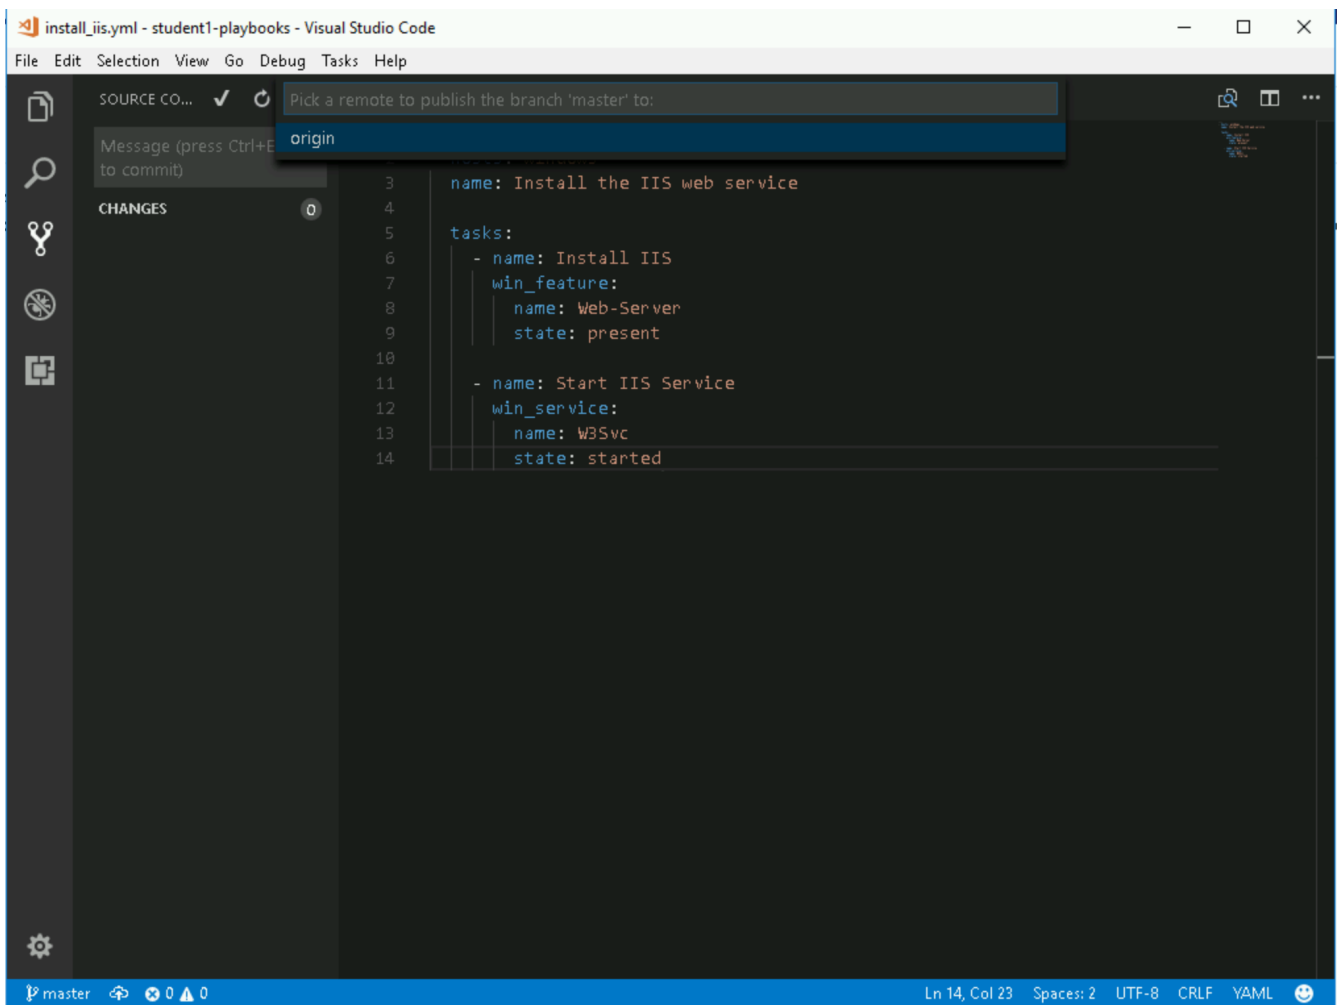 install_iis.yml - student1-playbooks - Visual Studio Code
File Edit Selection View Go Debug Tasks Help
SOURCE CO...
Pick a remote to publish the branch 'master' to:
origin
Message (press Ctrl+E
to commit)
CHANGES 0
3 name: Install the IIS web service
4
5 tasks:
6 - name: Install IIS
7 win_feature:
8 name: Web-Server
9 state: present
10
11 - name: Start IIS Service
12 win_service:
13 name: W3Svc
14 state: started
master 0 0 Ln 14, Col 23 Spaces: 2 UTF-8 CRLF YAML